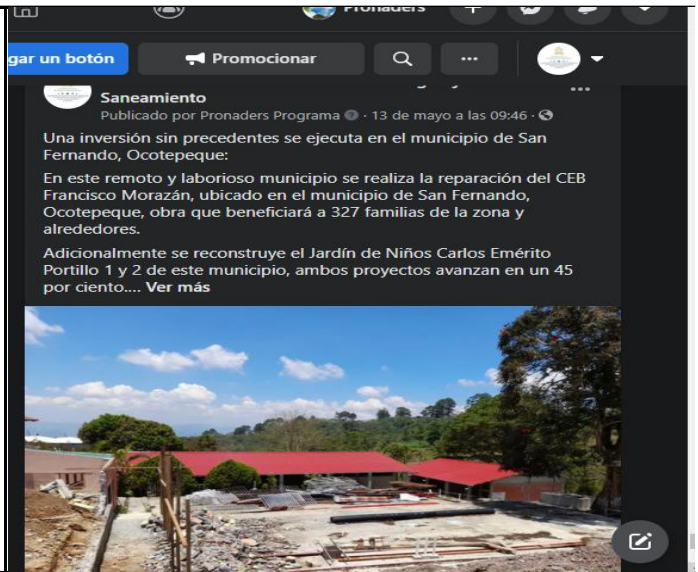 Pronaders
gar un botón
Promocionar
Saneamiento
Publicado por Pronaders Programa · 13 de mayo a las 09:46 ·
Una inversión sin precedentes se ejecuta en el municipio de San
Fernando, Ocotepeque:
En este remoto y laborioso municipio se realiza la reparación del CEB
Francisco Morazán, ubicado en el municipio de San Fernando,
Ocotepeque, obra que beneficiará a 327 familias de la zona y
alrededores.
Adicionalmente se reconstruye el Jardín de Niños Carlos Emérito
Portillo 1 y 2 de este municipio, ambos proyectos avanzan en un 45
por ciento.... Ver más